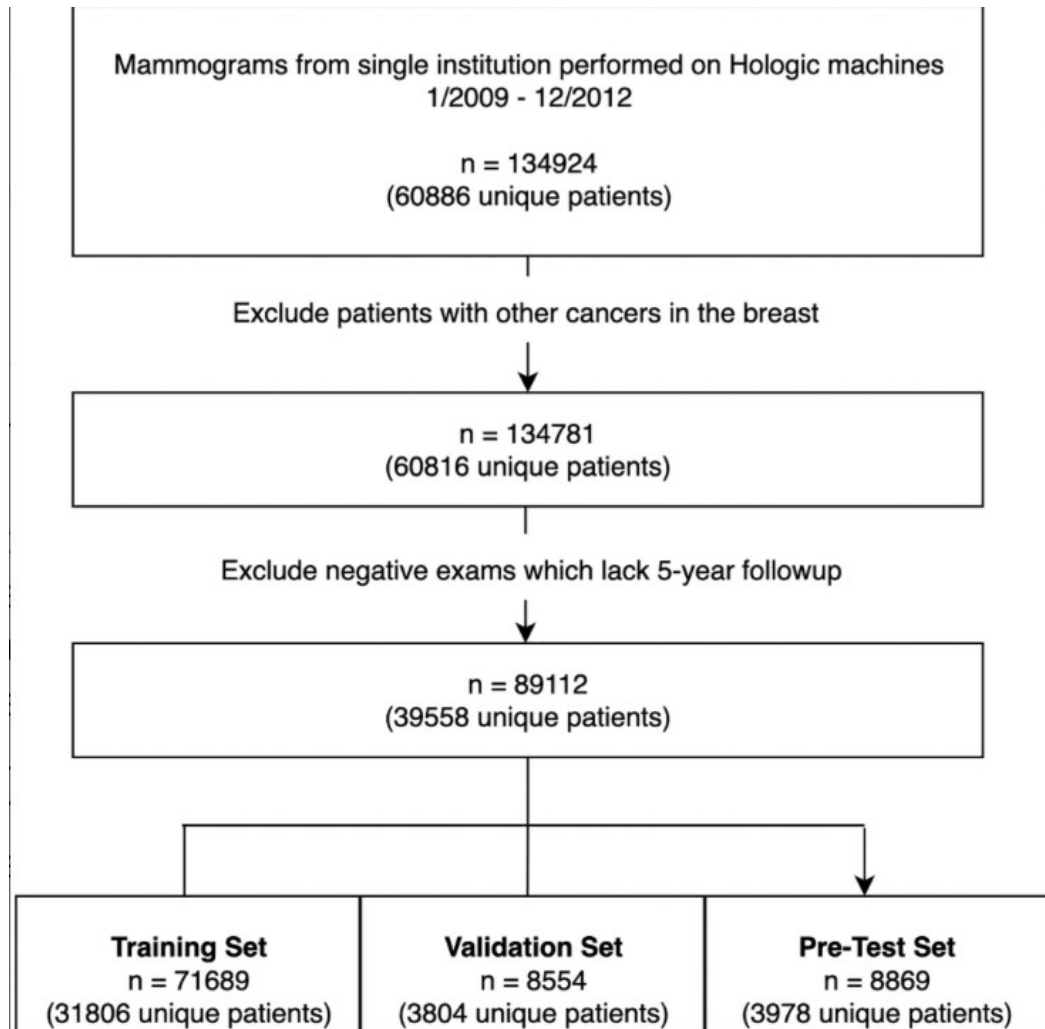 Mammograms from single institution performed on Hologic machines
1/2009 - 12/2012
n = 134924
(60886 unique patients)
Exclude patients with other cancers in the breast
n = 134781
(60816 unique patients)
Exclude negative exams which lack 5-year followup
n = 89112
(39558 unique patients)
Training Set
n = 71689
(31806 unique patients)
Validation Set
n = 8554
(3804 unique patients)
Pre-Test Set
n = 8869
(3978 unique patients)